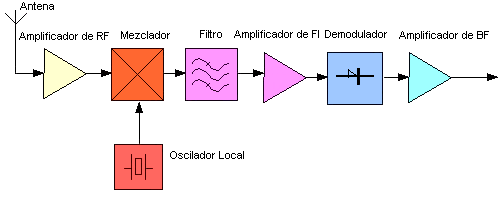 Antena
Amplificador de RF
Mezclador
Filtro
Amplificador de FI
Demodulador
Amplificador de BF
Oscilador Local